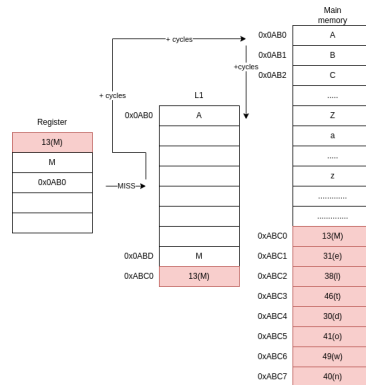 Main
memory
0x0AB0
A
0x0AB1
B
0x0AB2
C
.....
Z
a
.....
z
.............
..............
0xABC0
13(M)
0xABC1
31(e)
0xABC2
38(l)
0xABC3
46(t)
0xABC4
30(d)
0xABC5
41(o)
0xABC6
49(w)
0xABC7
40(n)
+ cycles
+cycles
+ cycles
L1
0x0AB0
A
0x0ABD
M
0xABC0
13(M)
MISS
Register
13(M)
M
0x0AB0